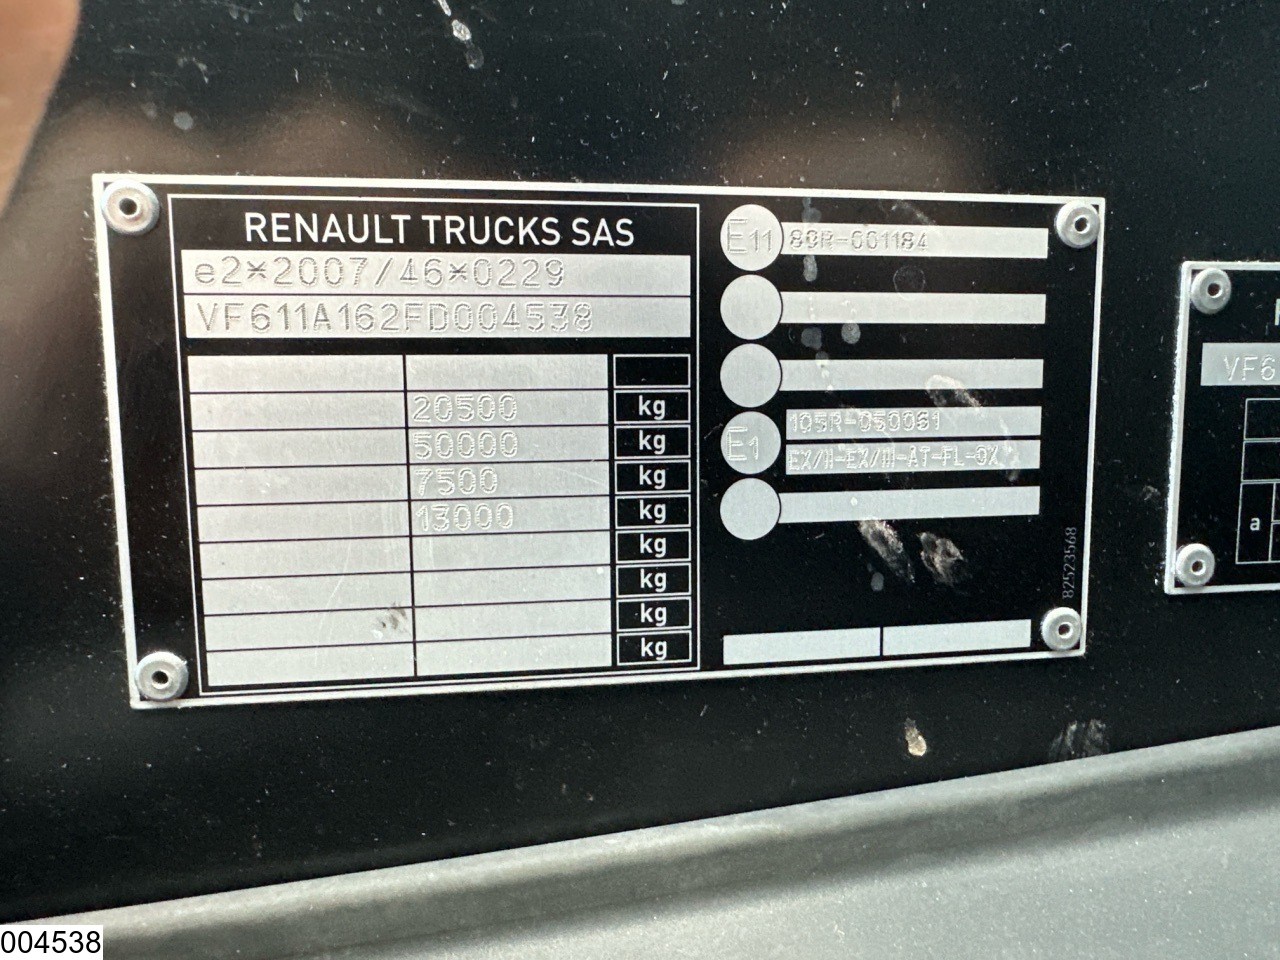 RENAULT TRUCKS SAS
e2*2007/46*0229
VF611A162FD004538
20500 kg
50000 kg
7500 kg
13000 kg
kg
kg
kg
kg
E11 89R-001184
E1 105R-050061
EX/II-EX/III-AT-FL-OX
82523568
VF6
a
004538